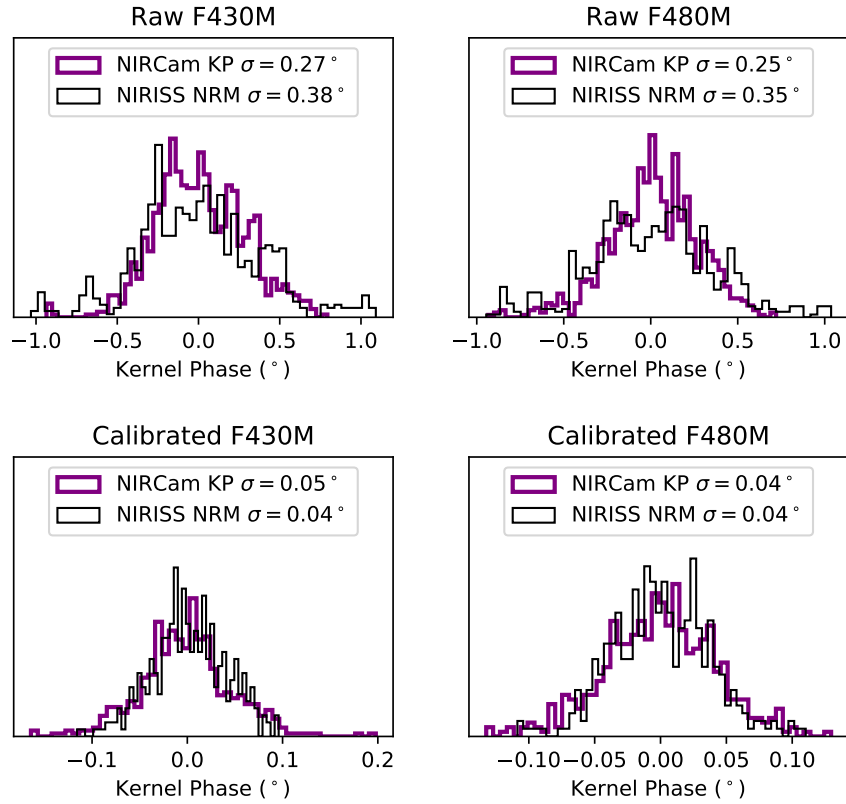 Raw F430M
NIRCam KP σ = 0.27°
NIRISS NRM σ = 0.38°
−1.0 −0.5 0.0 0.5 1.0
Kernel Phase (°)
Raw F480M
NIRCam KP σ = 0.25°
NIRISS NRM σ = 0.35°
−1.0 −0.5 0.0 0.5 1.0
Kernel Phase (°)
Calibrated F430M
NIRCam KP σ = 0.05°
NIRISS NRM σ = 0.04°
−0.1 0.0 0.1 0.2
Kernel Phase (°)
Calibrated F480M
NIRCam KP σ = 0.04°
NIRISS NRM σ = 0.04°
−0.10 −0.05 0.00 0.05 0.10
Kernel Phase (°)